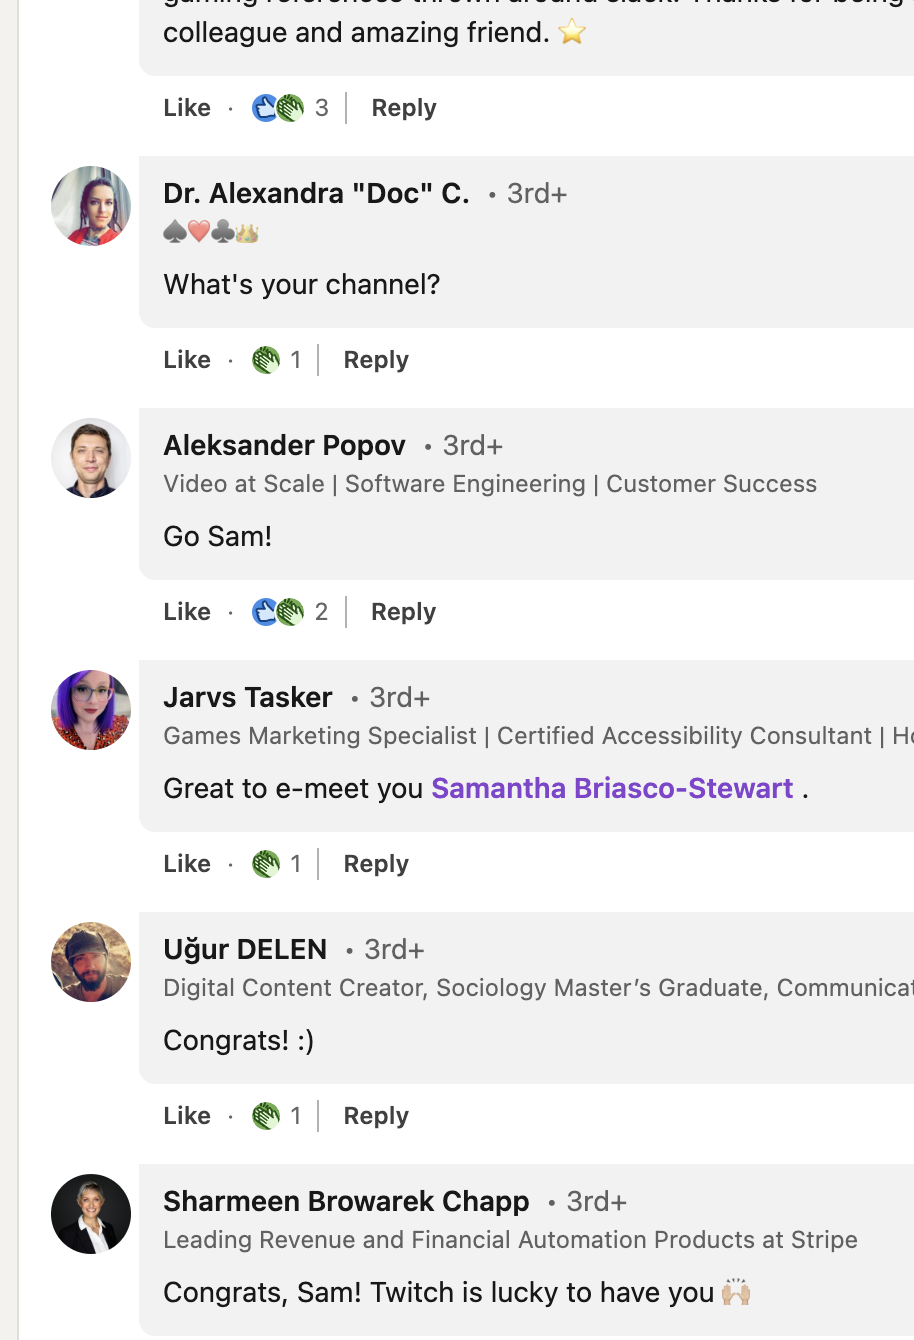 colleague and amazing friend. ⭐
Like · 3 | Reply
Dr. Alexandra "Doc" C. • 3rd+
♠️❤️♣️👑
What's your channel?
Like · 1 | Reply
Aleksander Popov • 3rd+
Video at Scale | Software Engineering | Customer Success
Go Sam!
Like · 2 | Reply
Jarvs Tasker • 3rd+
Games Marketing Specialist | Certified Accessibility Consultant |
Great to e-meet you Samantha Briasco-Stewart .
Like · 1 | Reply
Uğur DELEN • 3rd+
Digital Content Creator, Sociology Master’s Graduate,
Congrats! :)
Like · 1 | Reply
Sharmeen Browarek Chapp • 3rd+
Leading Revenue and Financial Automation Products at Stripe
Congrats, Sam! Twitch is lucky to have you 🙌🏼